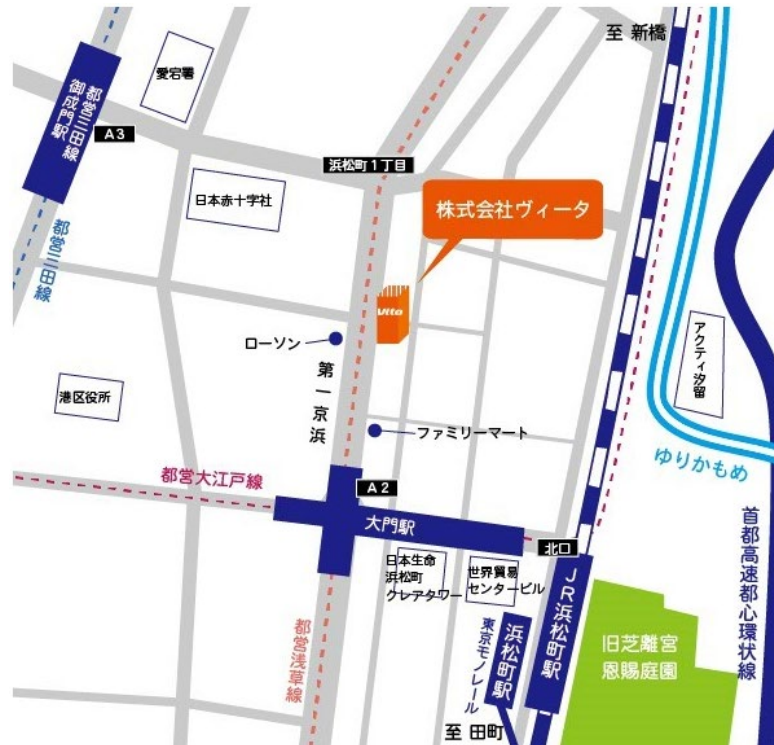 至 新橋
愛宕署
都営三田線
御成門駅
A3
浜松町1丁目
日本赤十字社
株式会社ヴィータ
都営三田線
Vita
ローソン
第一京浜
アクティ汐留
港区役所
ファミリーマート
ゆりかもめ
都営大江戸線
A2
大門駅
北口
首都高速都心環状線
日本生命
浜松町
クレアタワー
世界貿易
センタービル
JR浜松町駅
浜松町駅
東京モノレール
旧芝離宮
恩賜庭園
都営浅草線
至 田町